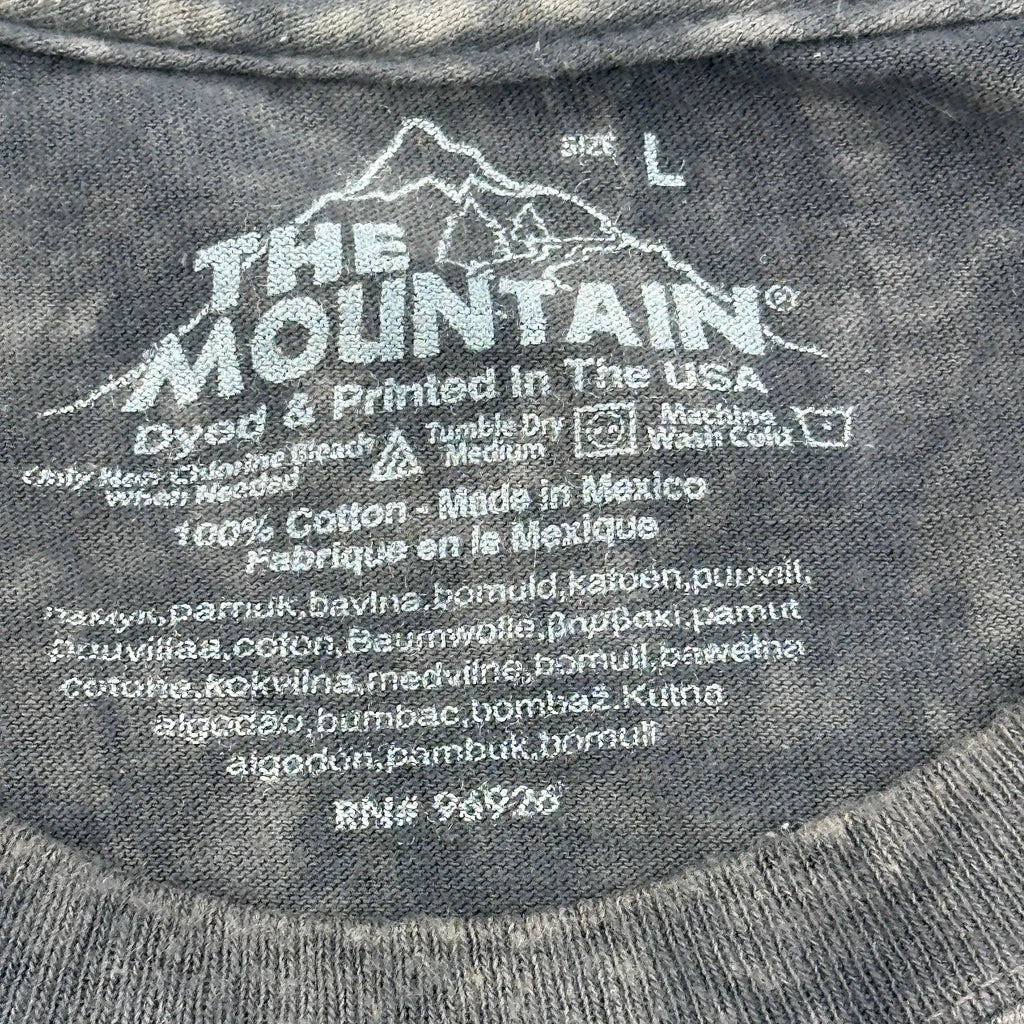 SIZE L
THE
MOUNTAIN®
Dyed & Printed In The USA
Only Non-Chlorine Bleach When Needed
Tumble Dry Medium
Machine Wash Cold
100% Cotton - Made in Mexico
Fabrique en le Mexique
pamuk,bavlna,bomuld,katoen,puuvill,
puuvillaa,coton,Baumwolle,βημβακι,pamut
cotone,kokvilna,medvilne,bomull,bawełna
algodão,bumbac,bombaž.Kutna
algodón,pambuk,bomull
RN# 96926